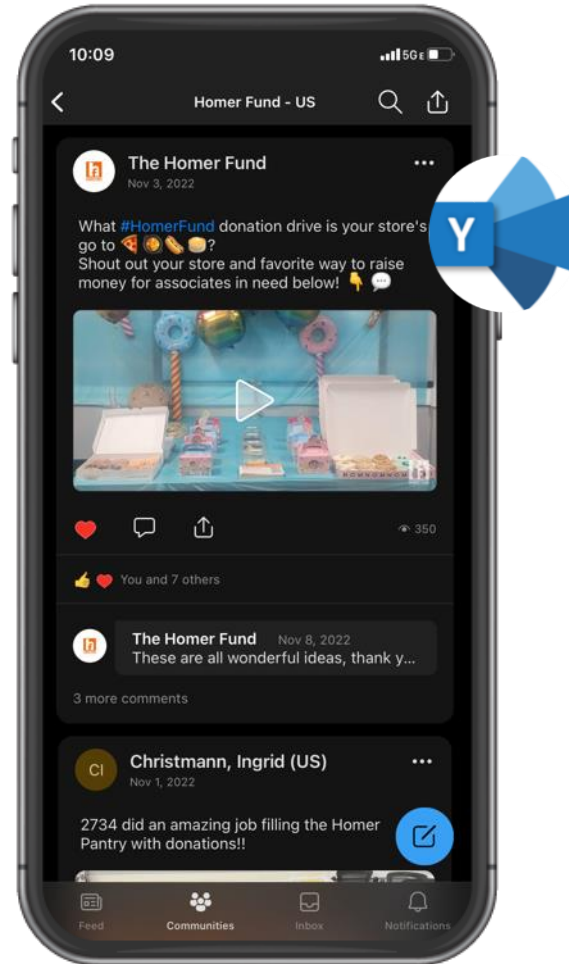 10:09
5GE
Homer Fund - US
The Homer Fund
Nov 3, 2022
What #HomerFund donation drive is your store's
go to 🍕🥘🌭🍔?
Shout out your store and favorite way to raise
money for associates in need below! 👇 💬
Y
350
You and 7 others
The Homer Fund Nov 8, 2022
These are all wonderful ideas, thank y...
3 more comments
CI
Christmann, Ingrid (US)
Nov 1, 2022
2734 did an amazing job filling the Homer
Pantry with donations!!
Feed
Communities
Inbox
Notifications